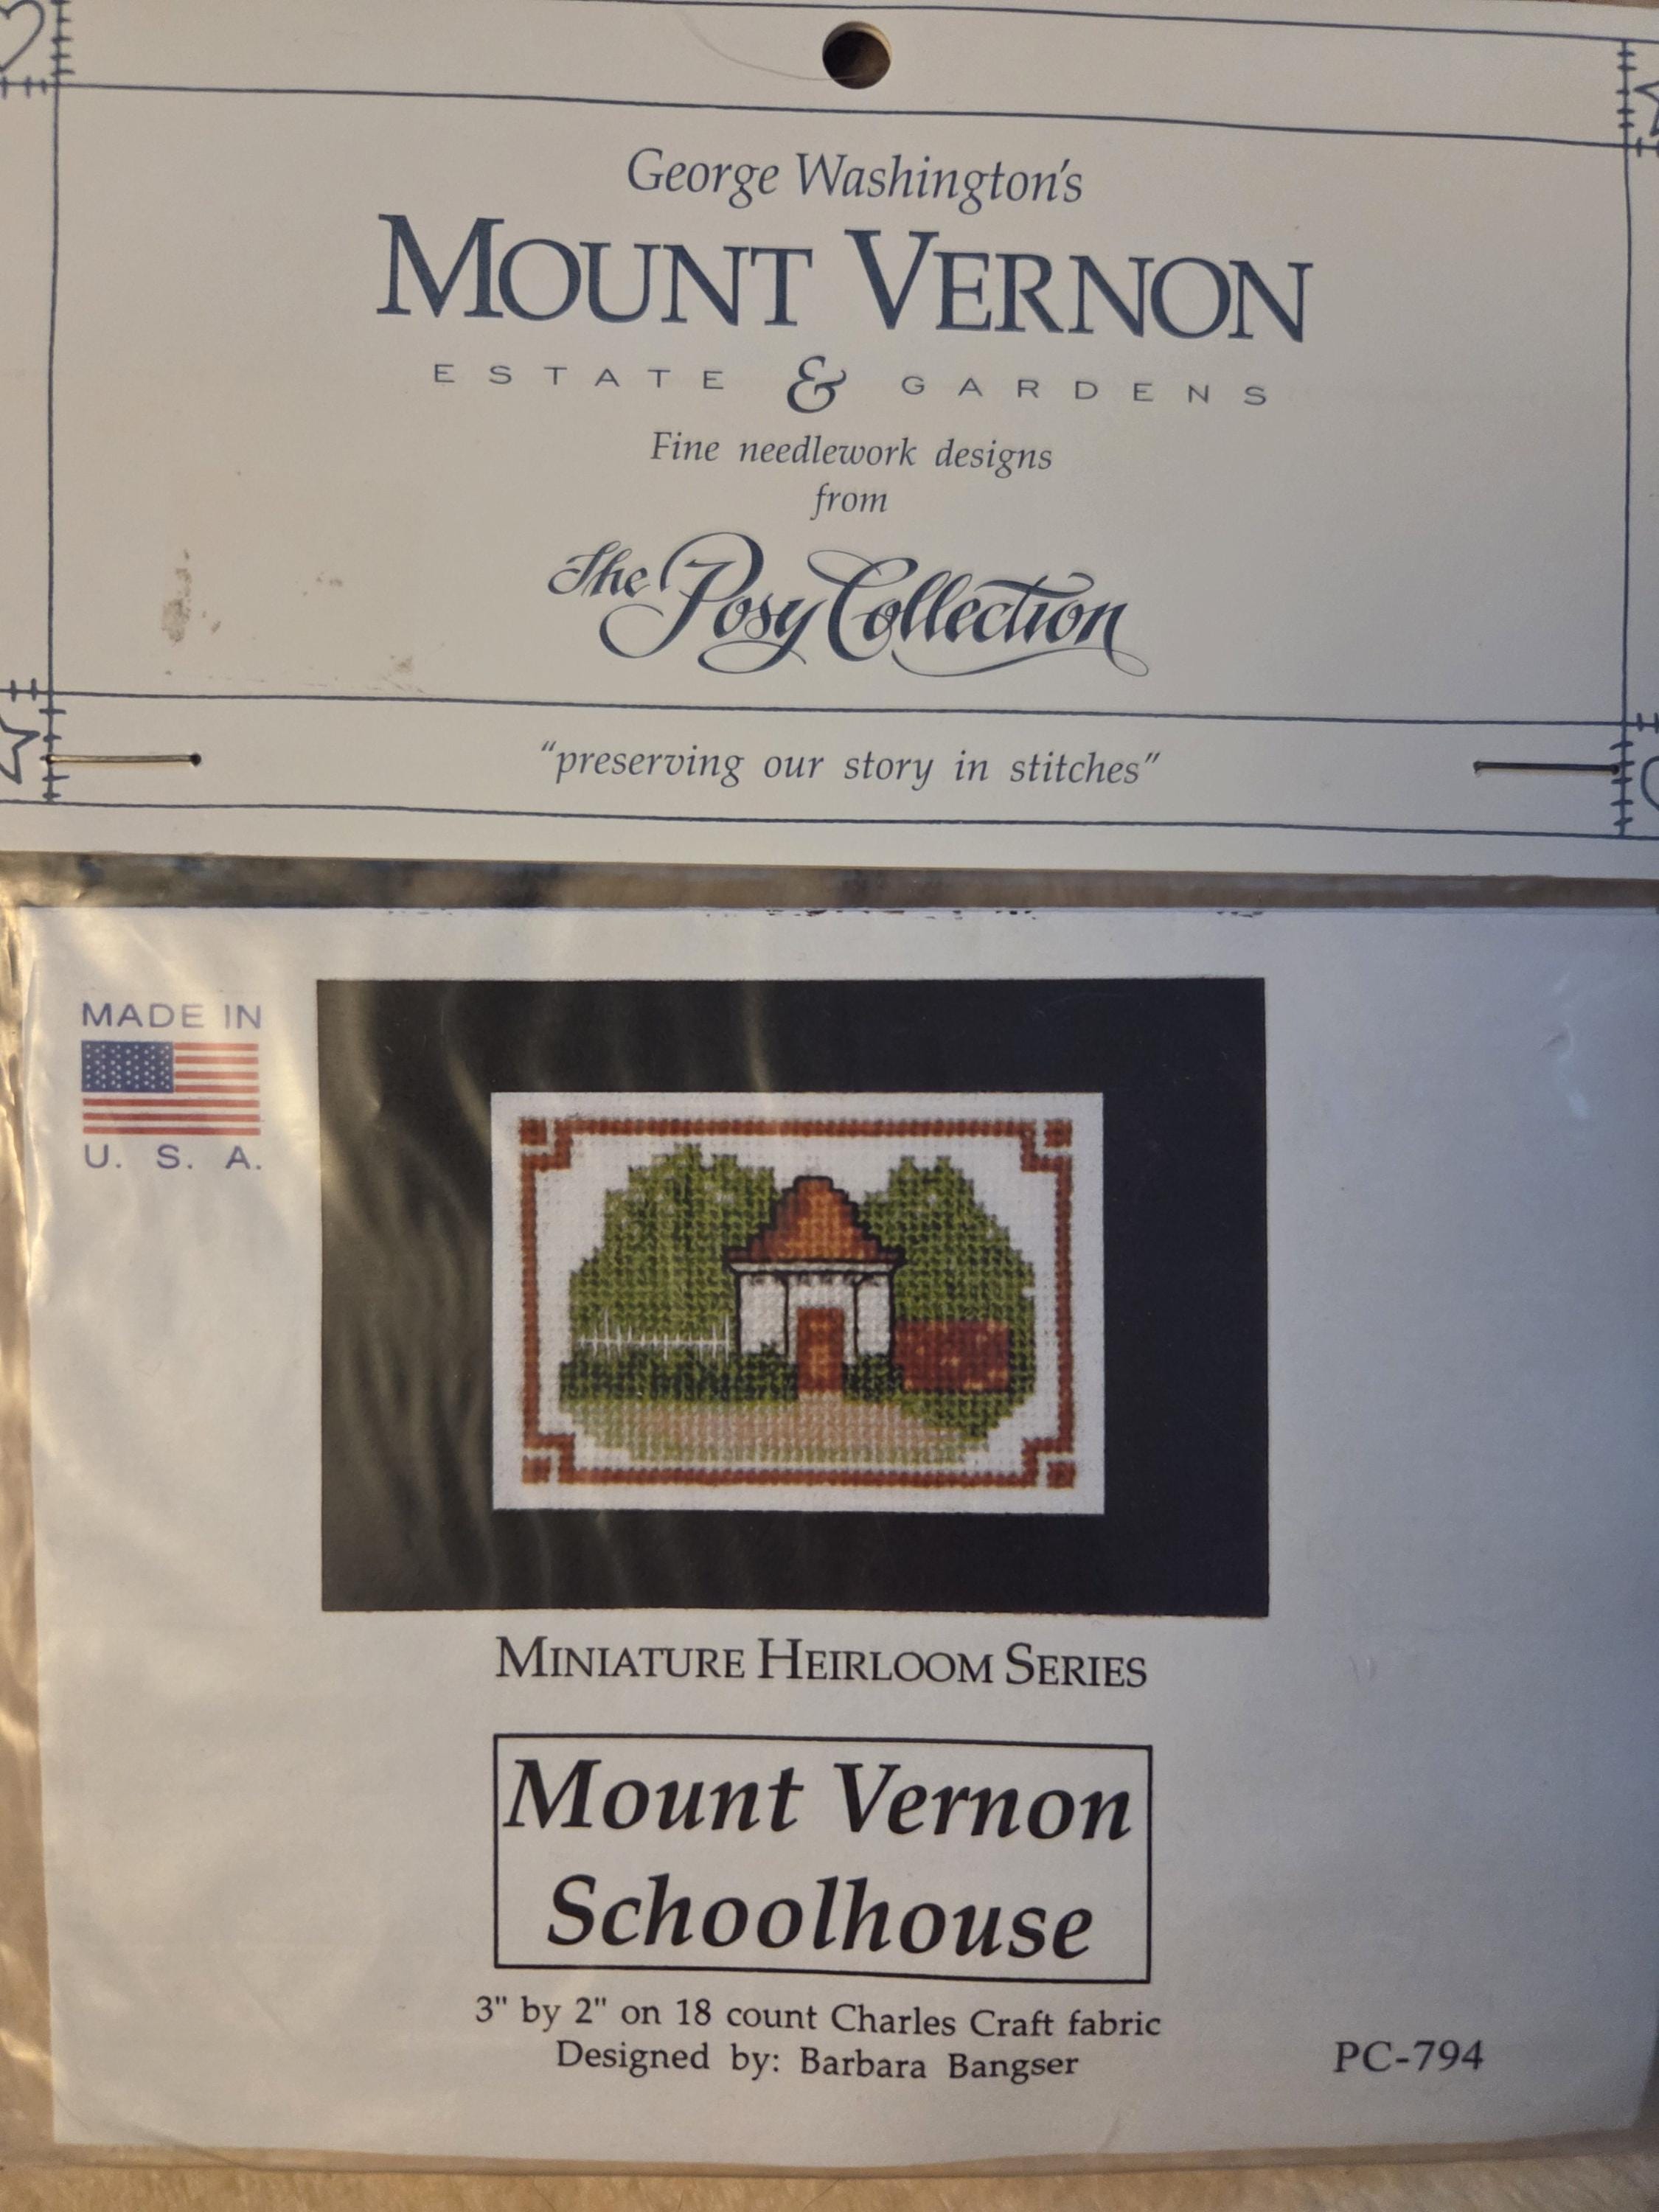 George Washington's
MOUNT VERNON
ESTATE & GARDENS
Fine needlework designs
from
The Posy Collection
"preserving our story in stitches"
MADE IN
U. S. A.
MINIATURE HEIRLOOM SERIES
Mount Vernon
Schoolhouse
3" by 2" on 18 count Charles Craft fabric
Designed by: Barbara Bangser
PC-794